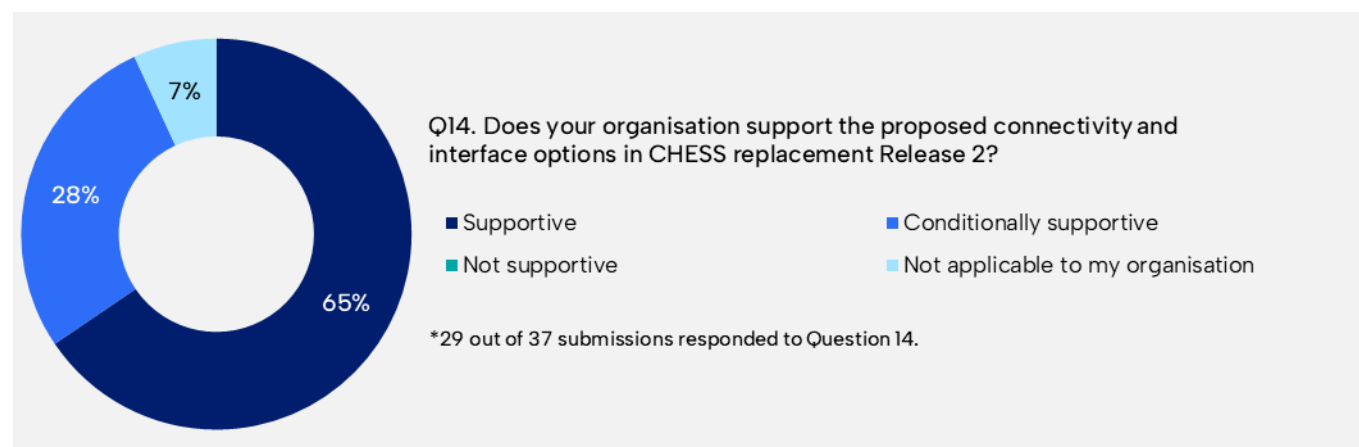 7%
28%
65%
Q14. Does your organisation support the proposed connectivity and
interface options in CHESS replacement Release 2?
Supportive
Conditionally supportive
Not supportive
Not applicable to my organisation
*29 out of 37 submissions responded to Question 14.